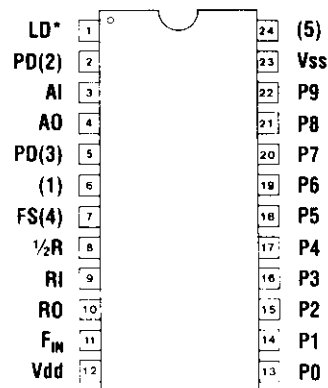 LD* 1 24 (5)
PD(2) 2 23 Vss
AI 3 22 P9
AO 4 21 P8
PD(3) 5 20 P7
(1) 6 19 P6
FS(4) 7 18 P5
½R 8 17 P4
RI 9 16 P3
RO 10 15 P2
FIN 11 14 P1
Vdd 12 13 P0